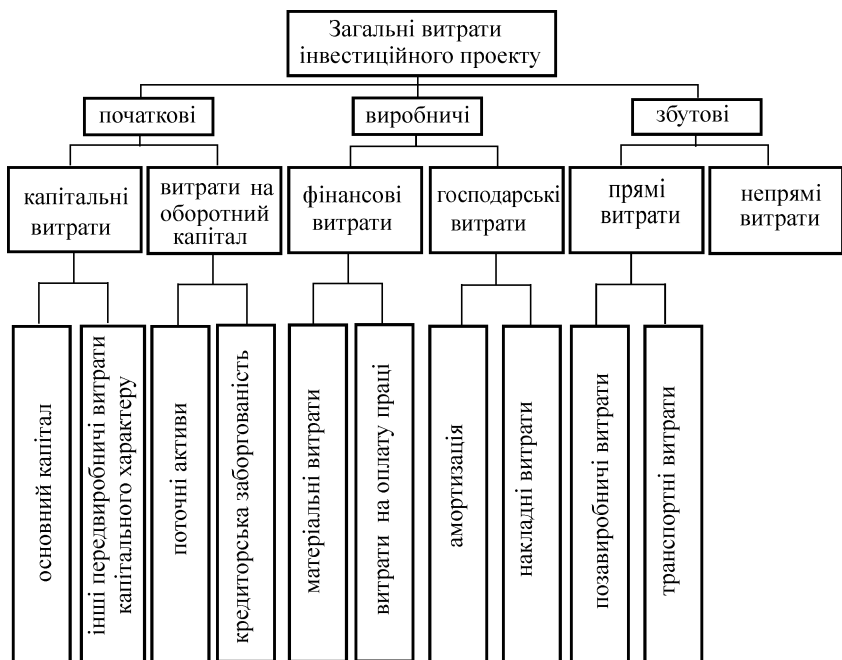 Загальні витрати
інвестиційного проекту
початкові
виробничі
збутові
капітальні
витрати
витрати на
оборотний
капітал
фінансові
витрати
господарські
витрати
прямі
витрати
непрямі
витрати
основний капітал
інші передвиробничі витрати
капітального характеру
поточні активи
кредиторська заборгованість
матеріальні витрати
витрати на оплату праці
амортизація
накладні витрати
позавиробничі витрати
транспортні витрати